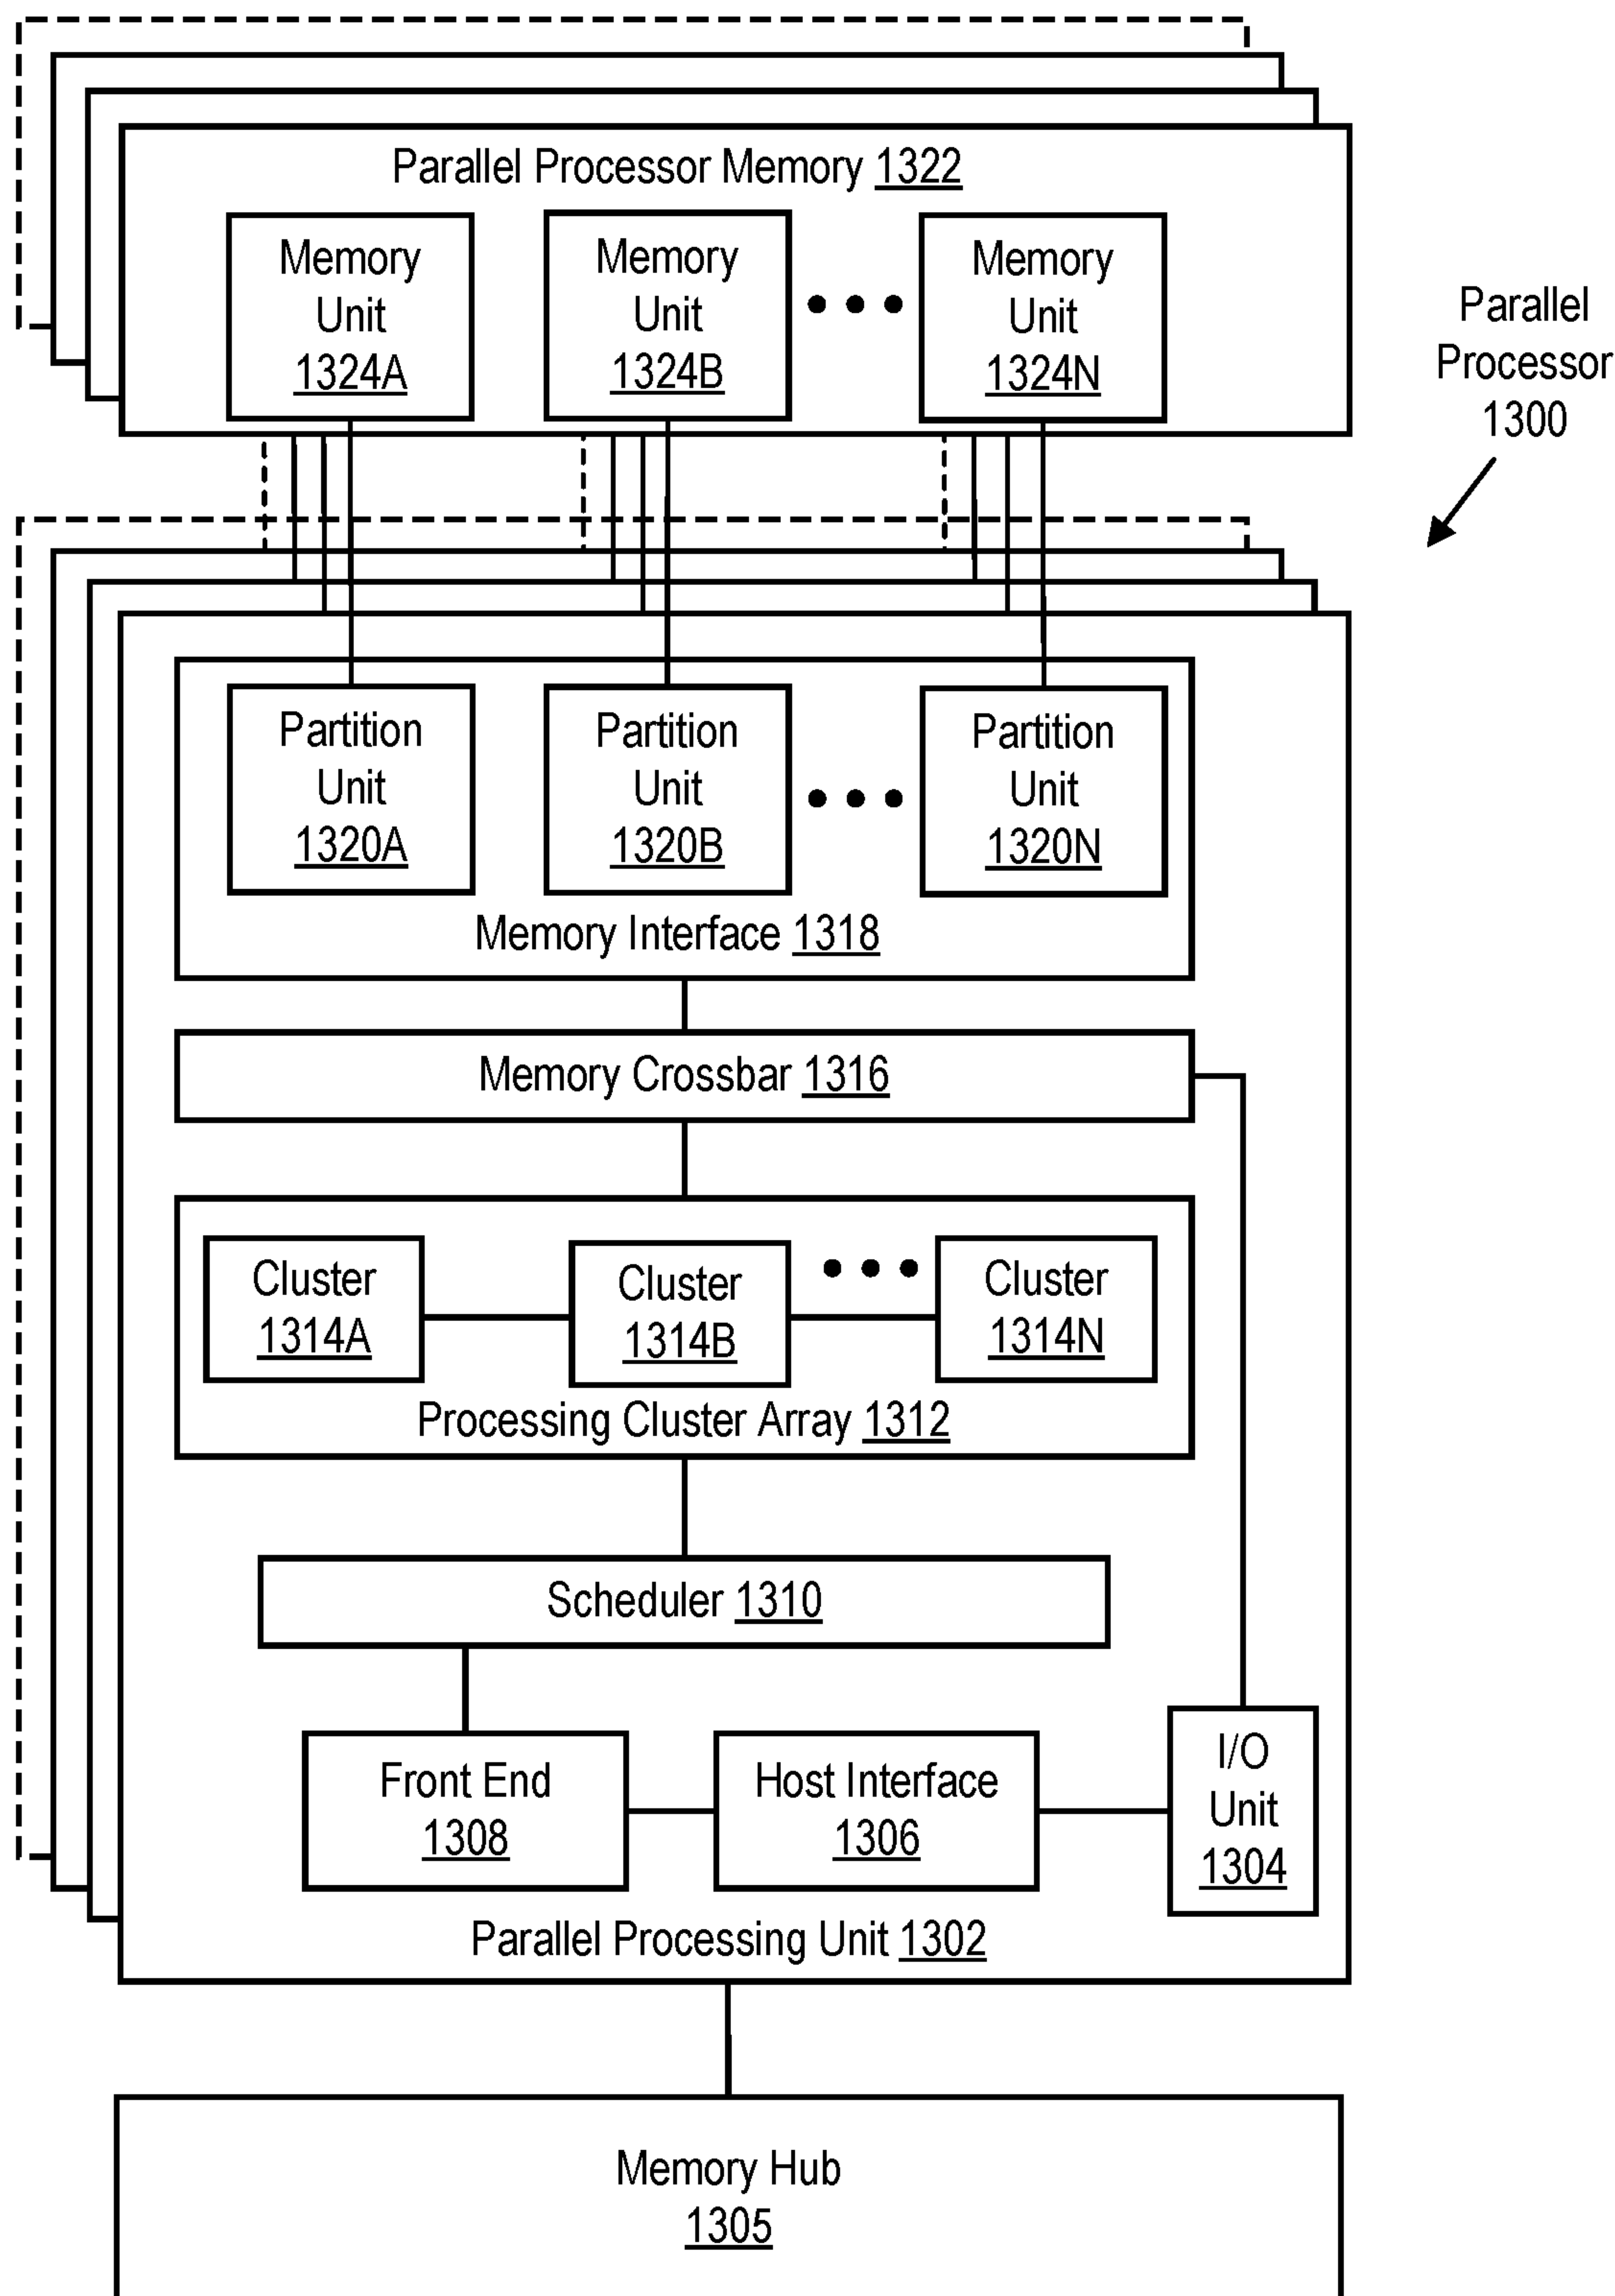 Parallel Processor Memory 1322
Memory
Unit
1324A
Memory
Unit
1324B
Memory
Unit
1324N
Parallel
Processor
1300
Partition
Unit
1320A
Partition
Unit
1320B
Partition
Unit
1320N
Memory Interface 1318
Memory Crossbar 1316
Cluster
1314A
Cluster
1314B
Cluster
1314N
Processing Cluster Array 1312
Scheduler 1310
Front End
1308
Host Interface
1306
I/O
Unit
1304
Parallel Processing Unit 1302
Memory Hub
1305